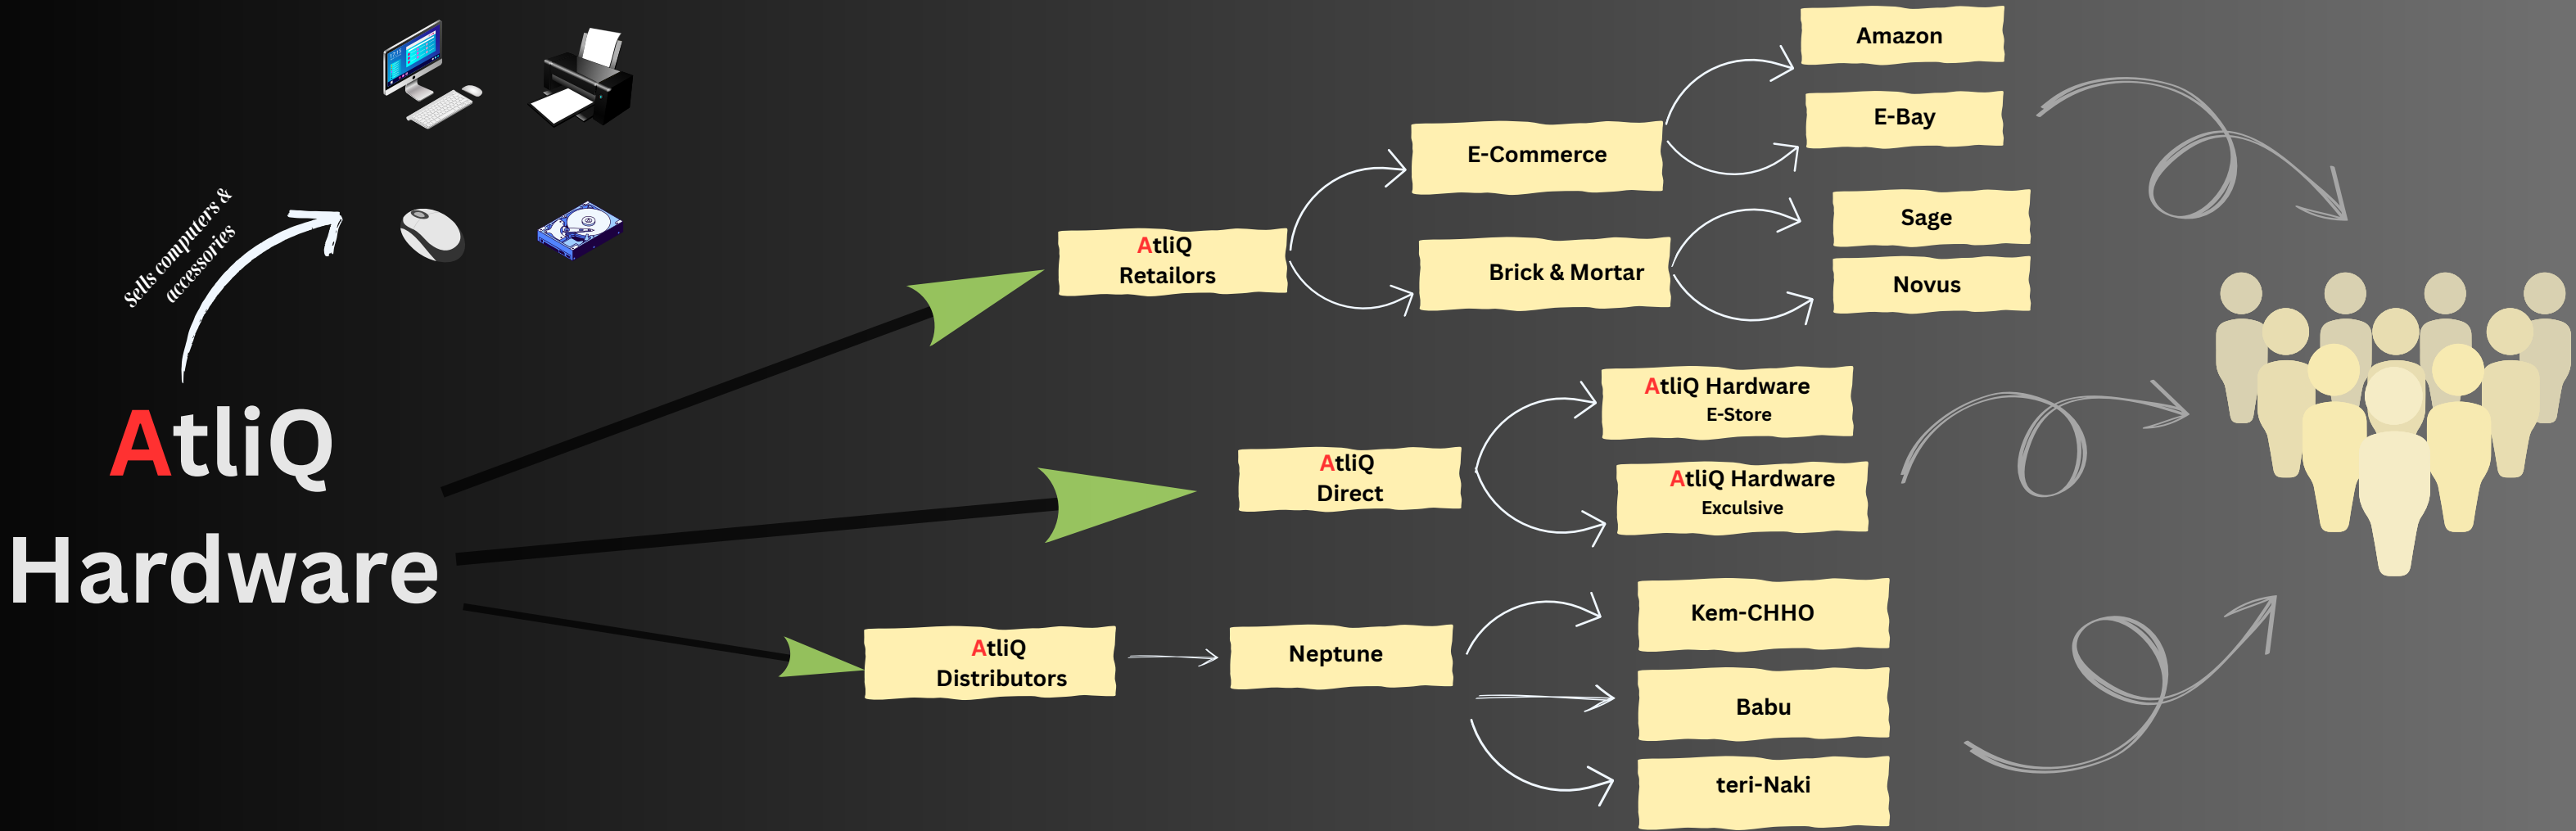 Sells computers &
accessories
AtliQ
Hardware
AtliQ
Retailors
E-Commerce
Amazon
E-Bay
Brick & Mortar
Sage
Novus
AtliQ
Direct
AtliQ Hardware
E-Store
AtliQ Hardware
Exculsive
AtliQ
Distributors
Neptune
Kem-CHHO
Babu
teri-Naki